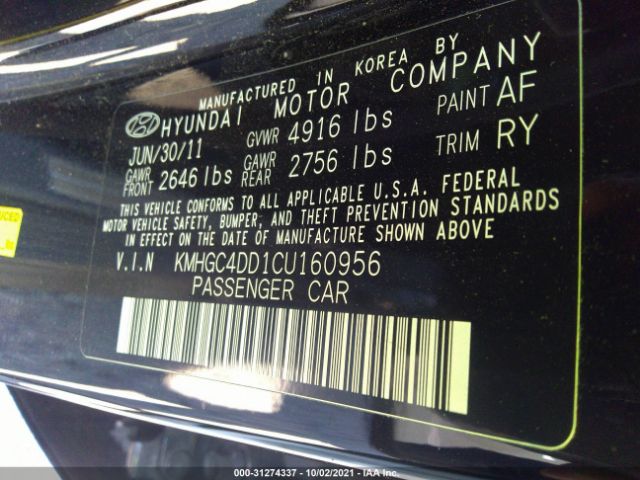 MANUFACTURED IN KOREA BY
HYUNDAI MOTOR COMPANY
JUN/30/11 GVWR 4916 lbs PAINT AF
GAWR FRONT 2646 lbs GAWR REAR 2756 lbs TRIM RY
THIS VEHICLE CONFORMS TO ALL APPLICABLE U.S.A. FEDERAL
MOTOR VEHICLE SAFETY, BUMPER, AND THEFT PREVENTION STANDARDS
IN EFFECT ON THE DATE OF MANUFACTURE SHOWN ABOVE.
V.I.N KMHGC4DD1CU160956
PASSENGER CAR
000-31274337 - 10/02/2021 - IAA Inc.